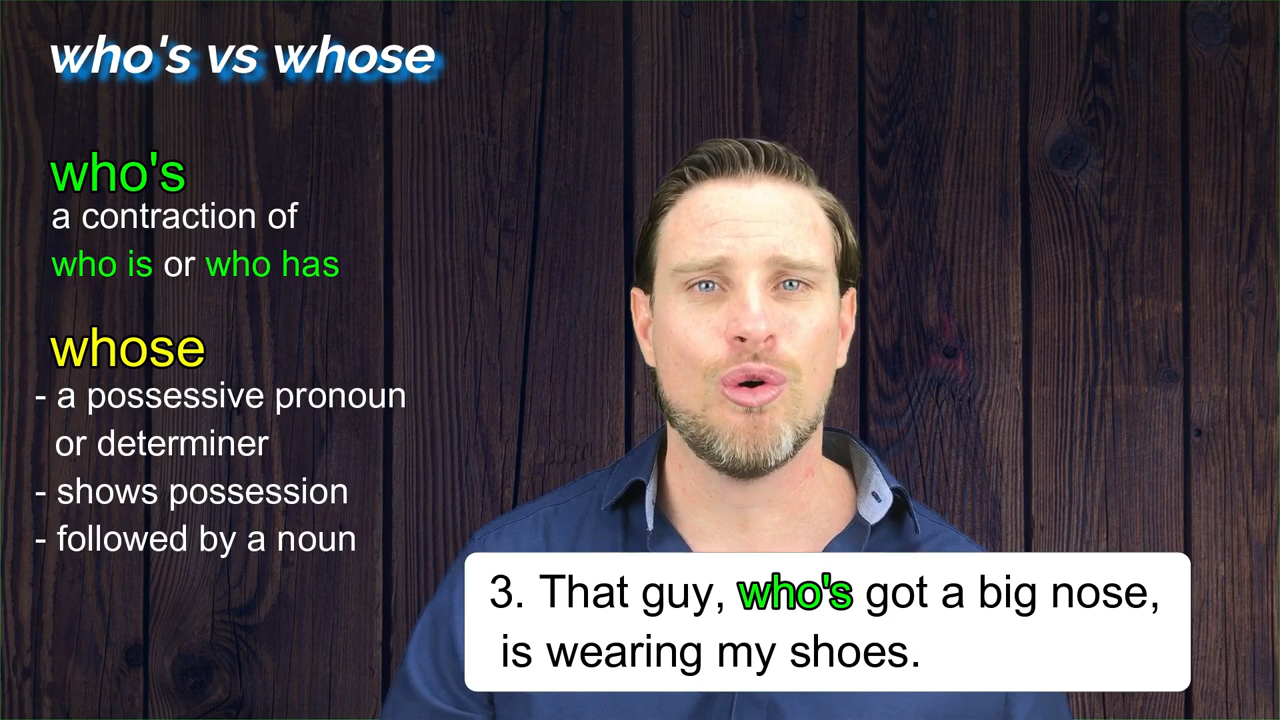 who's vs whose
who's
a contraction of
who is or who has
whose
- a possessive pronoun
or determiner
- shows possession
- followed by a noun
3. That guy, who's got a big nose,
is wearing my shoes.